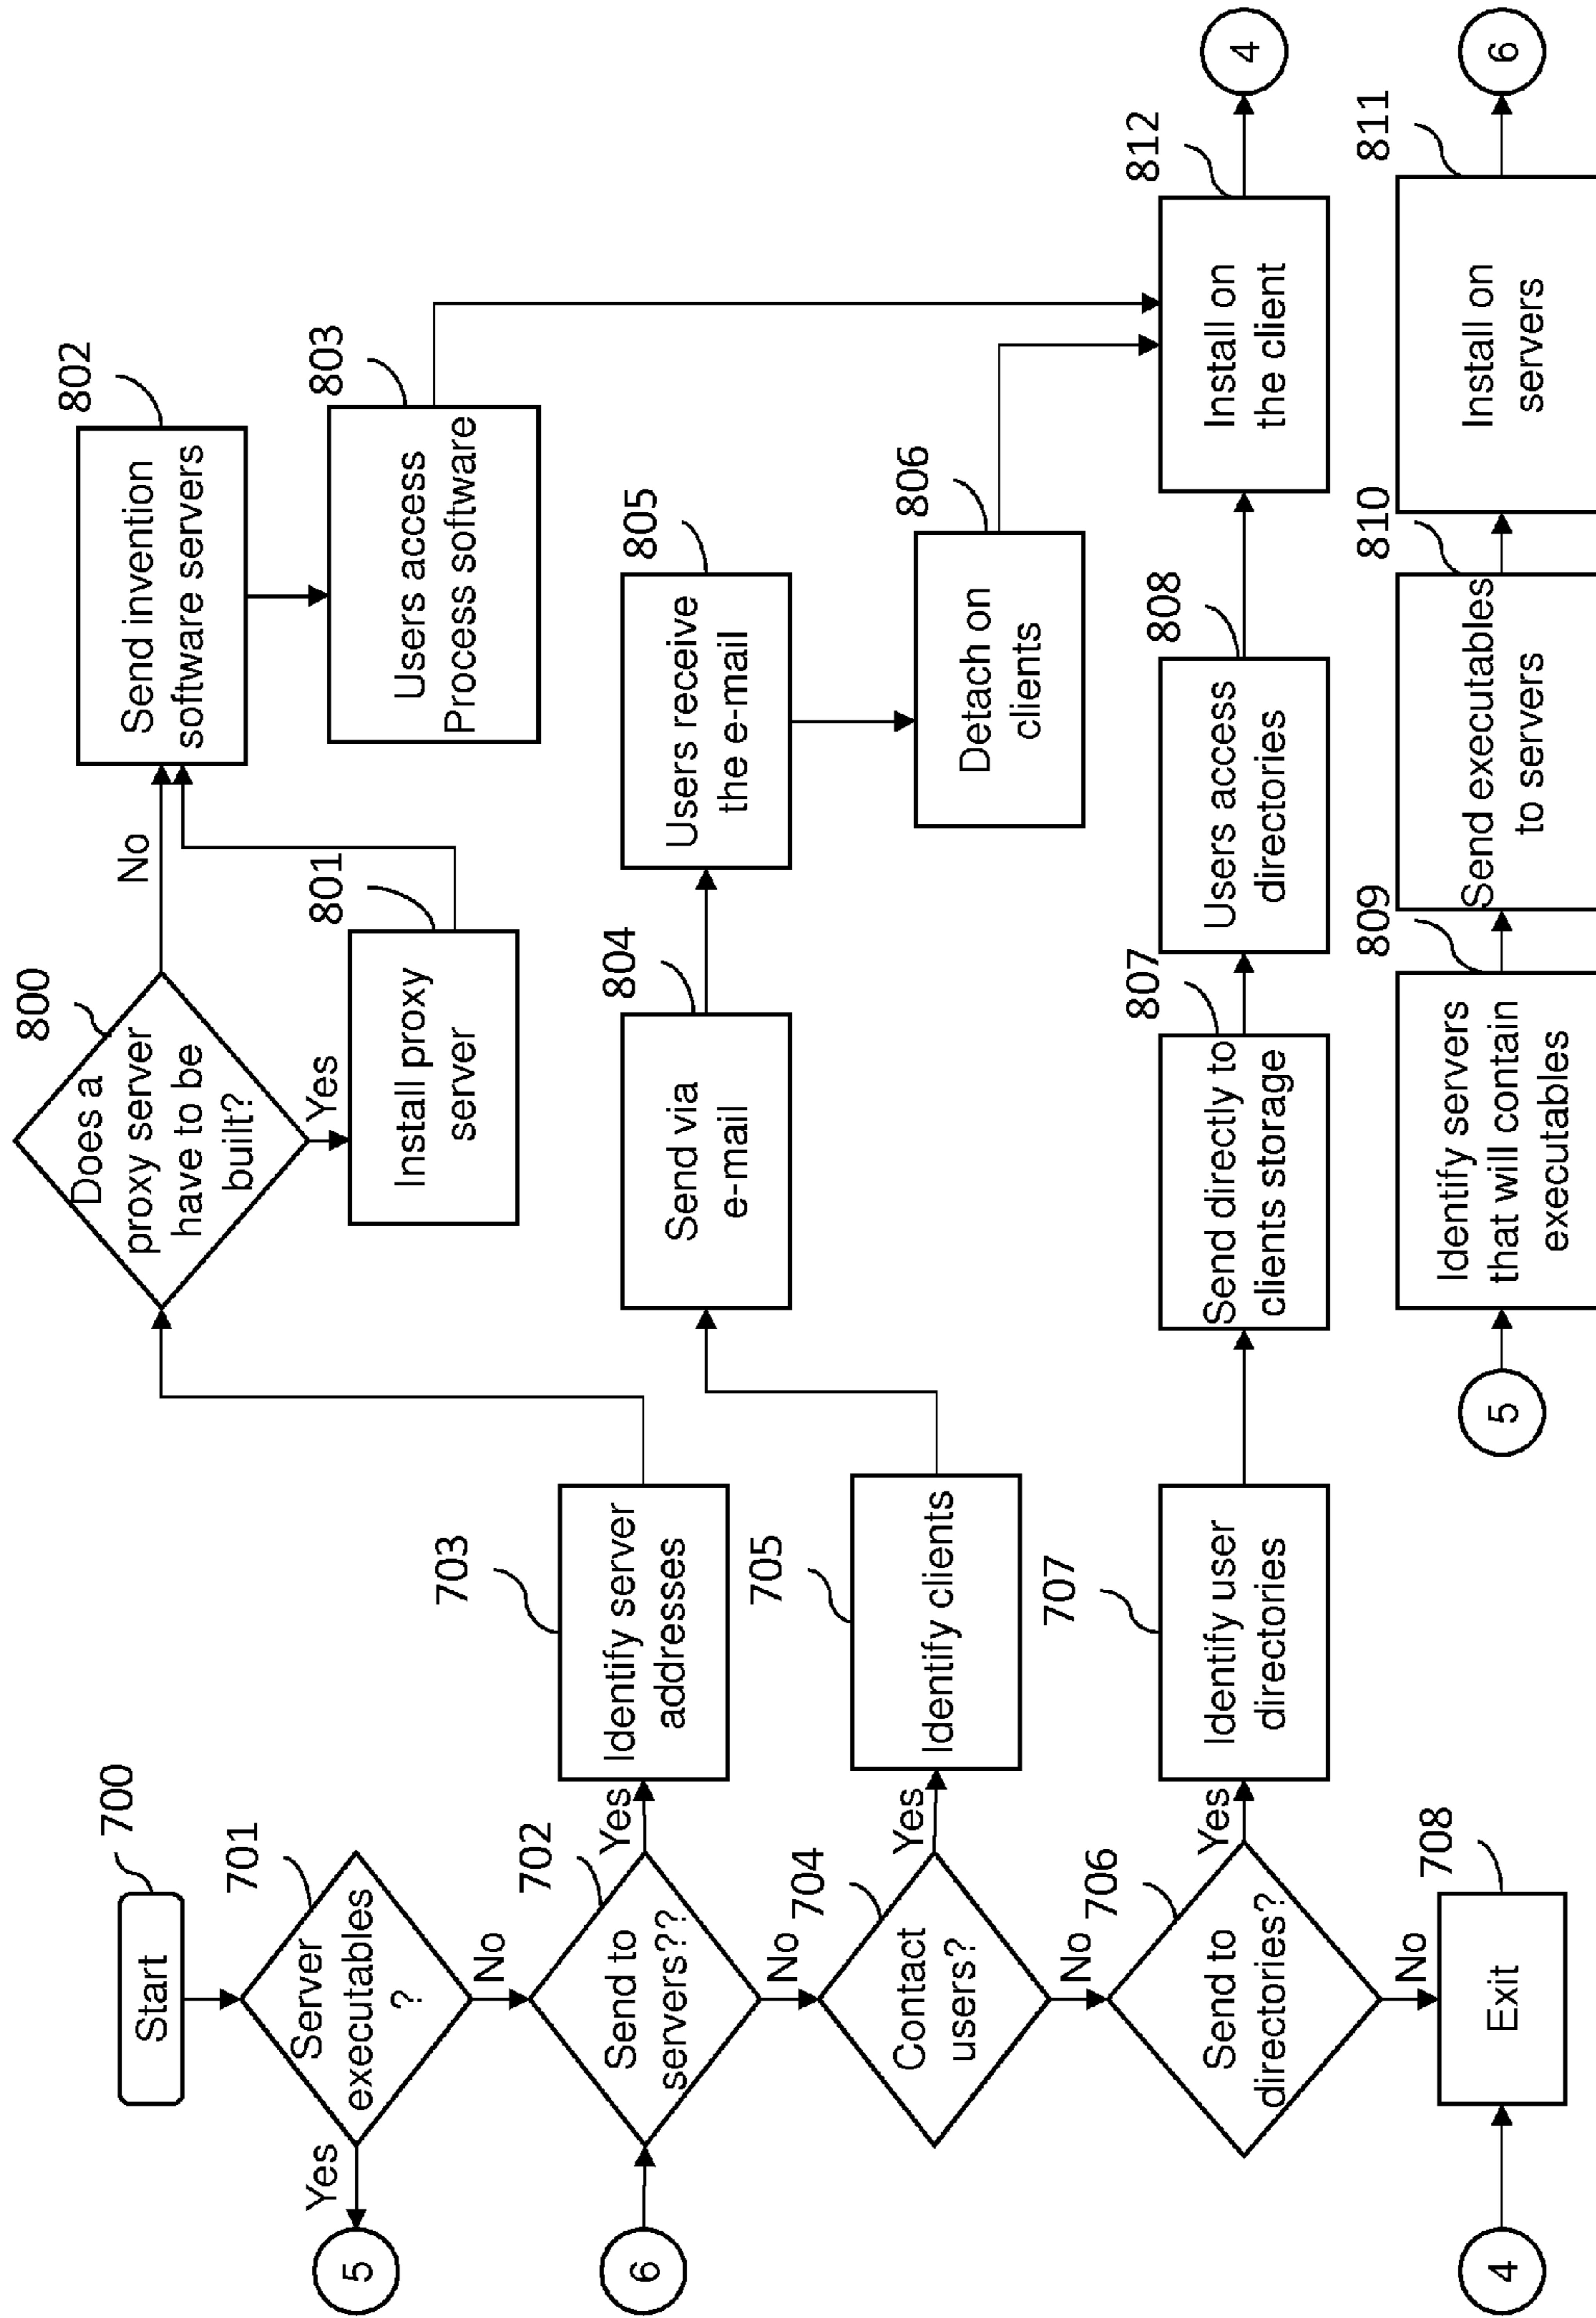 700
Start
701
Server
executables
?
Yes
No
5
702
Send to
servers??
Yes
No
6
703
Identify server
addresses
704
Contact
users?
Yes
No
705
Identify clients
706
Send to
directories?
Yes
No
707
Identify user
directories
708
Exit
4
800
Does a
proxy server
have to be
built?
No
Yes
801
Install proxy
server
802
Send invention
software servers
803
Users access
Process software
804
Send via
e-mail
805
Users receive
the e-mail
806
Detach on
clients
807
Send directly to
clients storage
808
Users access
directories
812
Install on
the client
4
5
809
Identify servers
that will contain
executables
810
Send executables
to servers
811
Install on
servers
6